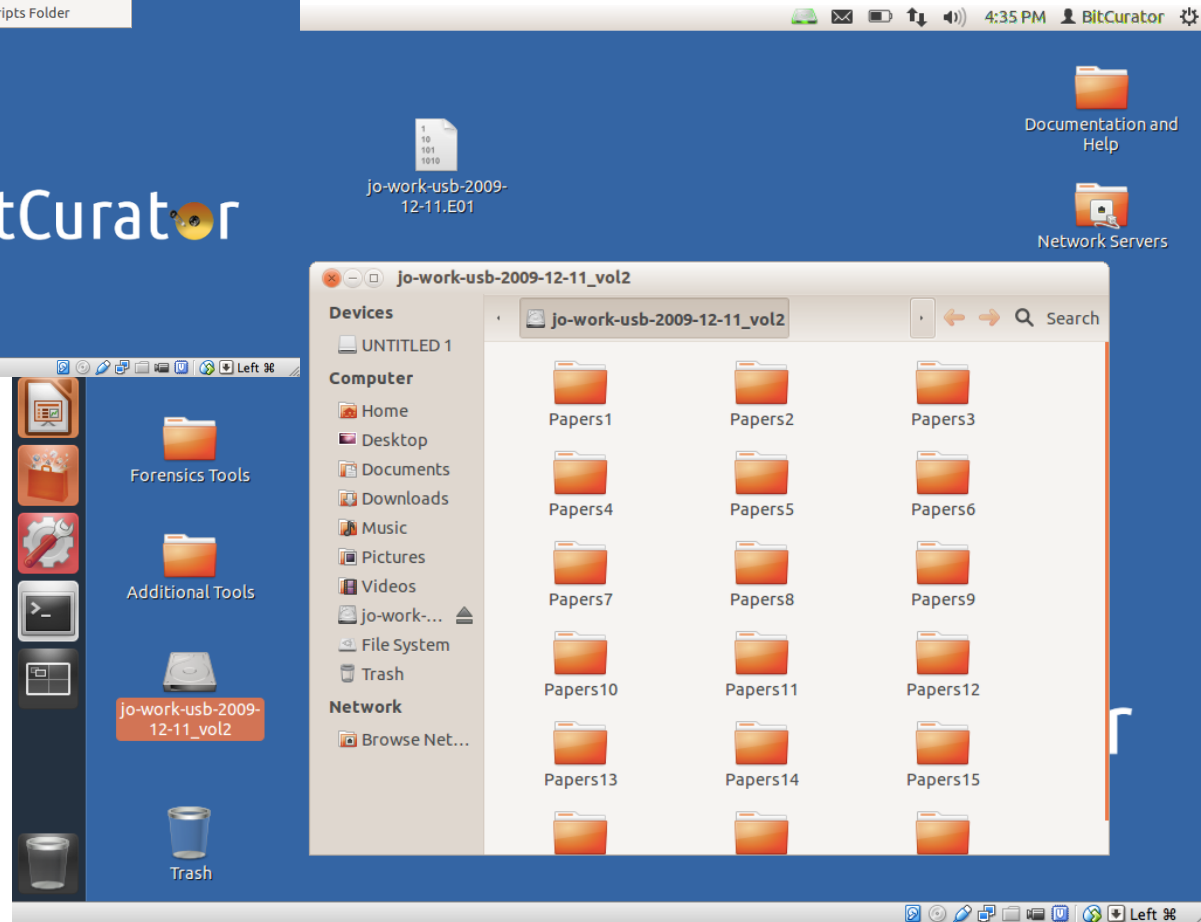 ripts Folder
4:35 PM BitCurator
Documentation and
Help
1
10
101
1010
jo-work-usb-2009-
12-11.E01
tCurator
Network Servers
jo-work-usb-2009-12-11_vol2
Devices
jo-work-usb-2009-12-11_vol2
Search
UNTITLED 1
Computer
Home
Desktop
Documents
Downloads
Music
Pictures
Videos
jo-work-...
File System
Trash
Network
Browse Net...
Papers1
Papers2
Papers3
Papers4
Papers5
Papers6
Papers7
Papers8
Papers9
Papers10
Papers11
Papers12
Papers13
Papers14
Papers15
r
Left ⌘
Forensics Tools
Additional Tools
>_
jo-work-usb-2009-
12-11_vol2
Trash
Left ⌘